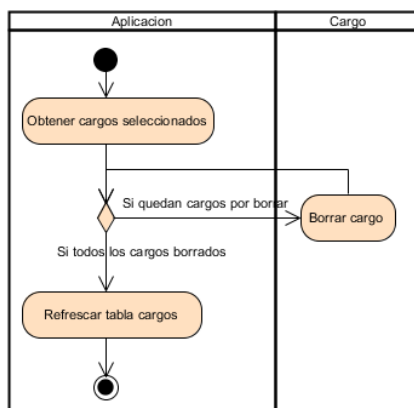 Aplicacion
Cargo
Obtener cargos seleccionados
Si quedan cargos por borrar
Borrar cargo
Si todos los cargos borrados
Refrescar tabla cargos